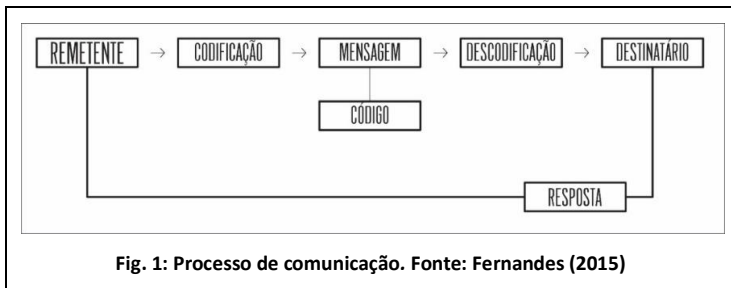 REMETENTE → CODIFICAÇÃO → MENSAGEM → DESCODIFICAÇÃO → DESTINATÁRIO
CÓDIGO
RESPOSTA
Fig. 1: Processo de comunicação. Fonte: Fernandes (2015)